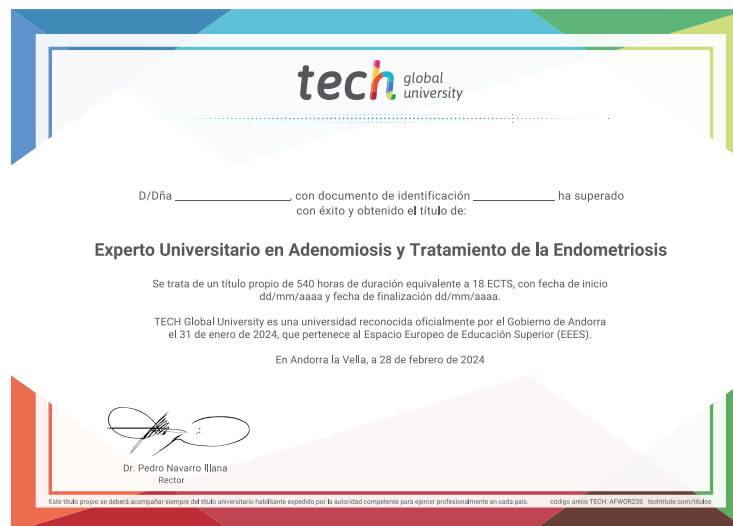 tech global
university
D/Dña ______________, con documento de identificación __________ ha superado
con éxito y obtenido el título de:
Experto Universitario en Adenomiosis y Tratamiento de la Endometriosis
Se trata de un título propio de 540 horas de duración equivalente a 18 ECTS, con fecha de inicio
dd/mm/aaaa y fecha de finalización dd/mm/aaaa.
TECH Global University es una universidad reconocida oficialmente por el Gobierno de Andorra
el 31 de enero de 2024, que pertenece al Espacio Europeo de Educación Superior (EEES).
En Andorra la Vella, a 28 de febrero de 2024
Dr. Pedro Navarro Illana
Rector
Este título propio se deberá acompañar siempre del título universitario habilitante expedido por la autoridad competente para ejercer profesionalmente en cada país. código único TECH: AFWOR23S techtitute.com/titulos